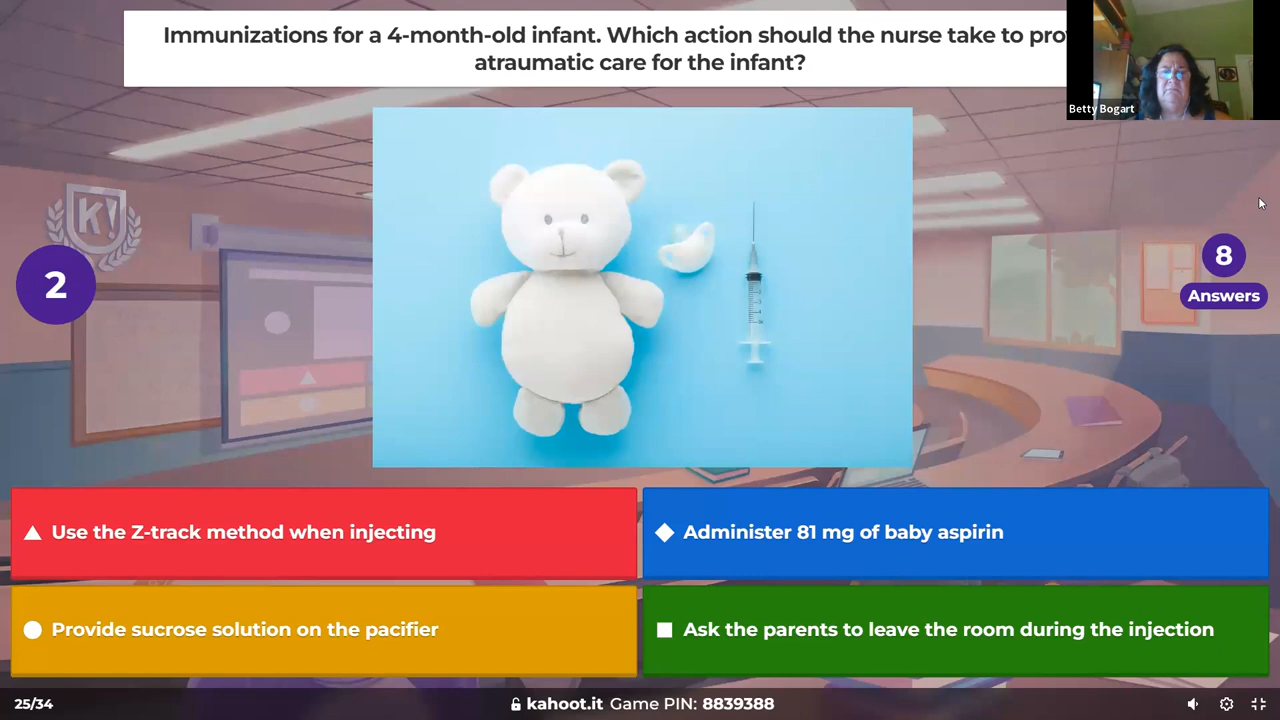 Immunizations for a 4-month-old infant. Which action should the nurse take to
atraumatic care for the infant?
Betty Bogart
K!
2
8
Answers
Use the Z-track method when injecting
Administer 81 mg of baby aspirin
Provide sucrose solution on the pacifier
Ask the parents to leave the room during the injection
25/34
kahoot.it Game PIN: 8839388